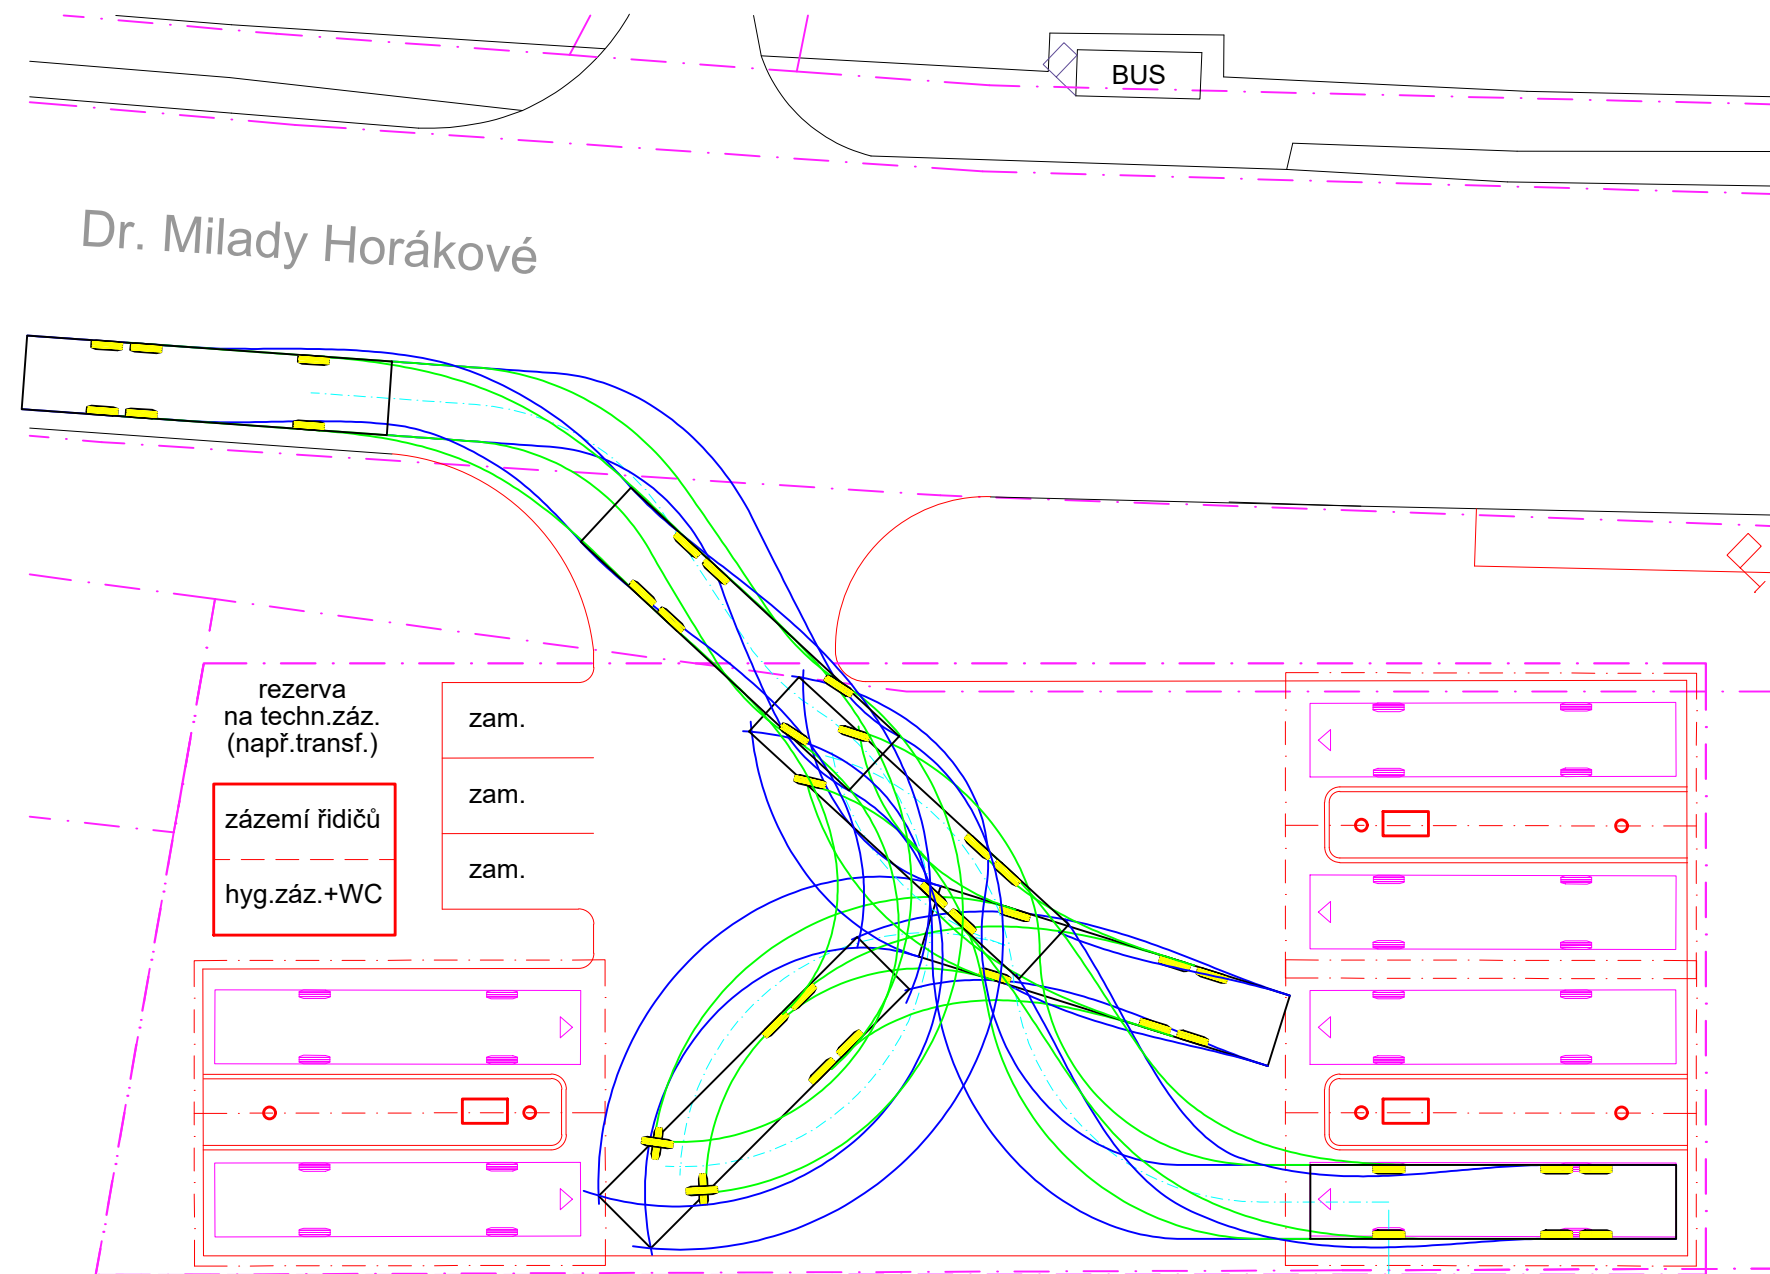 BUS
Dr. Milady Horákové
rezerva
na techn.záz.
(např.transf.)
zázemí řidičů
hyg.záz.+WC
zam.
zam.
zam.